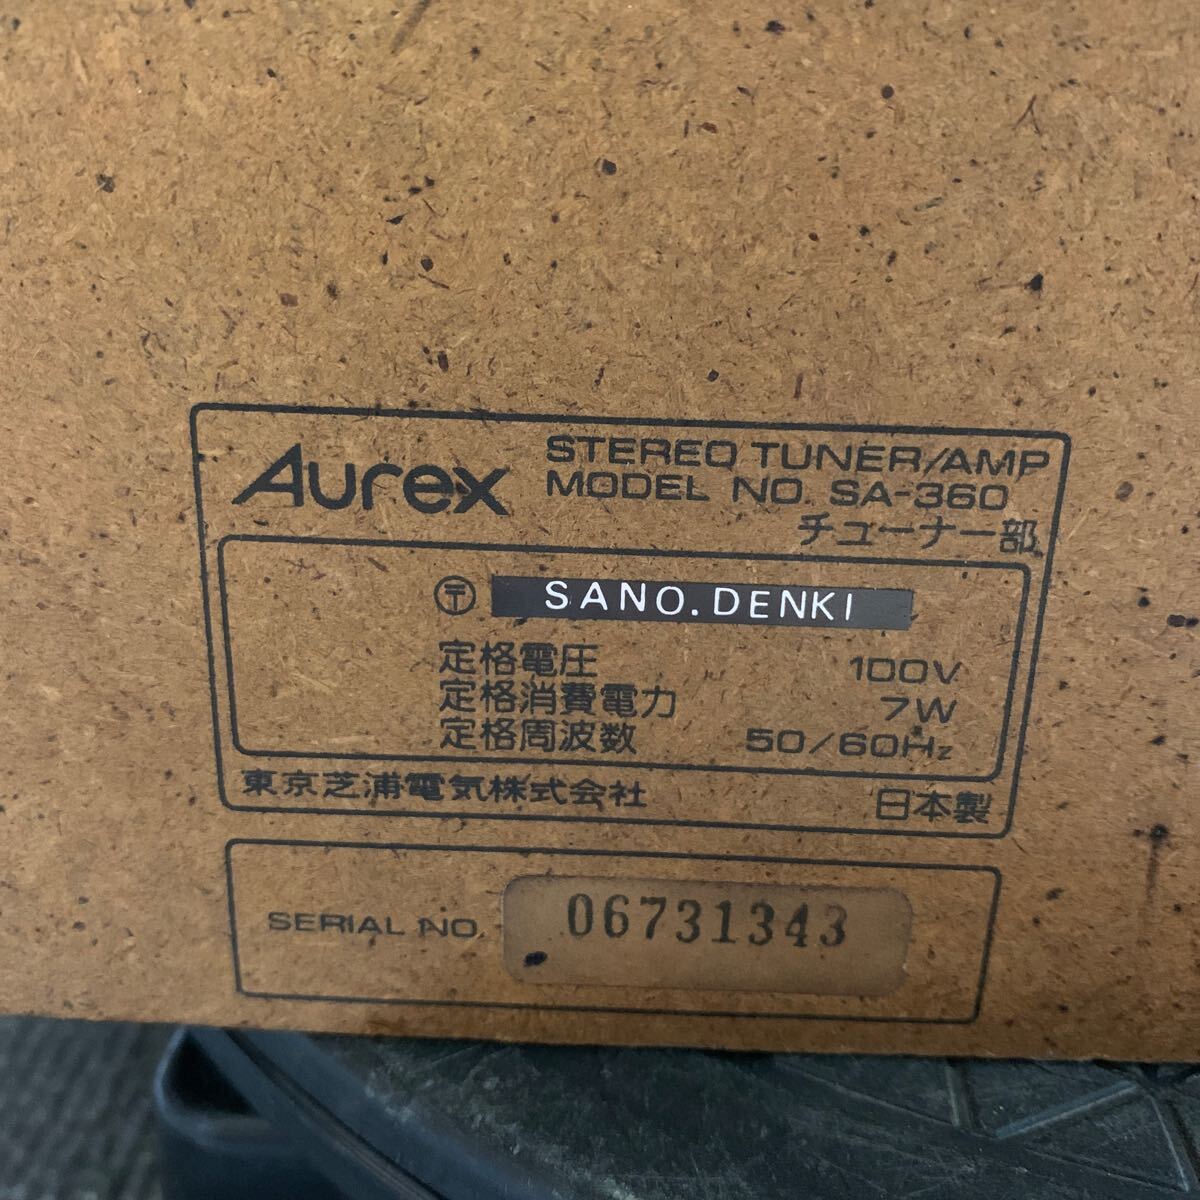 Aurex
STEREO TUNER/AMP
MODEL NO. SA-360
チューナー部
〶 SANO.DENKI
定格電圧 100V
定格消費電力 7W
定格周波数 50/60Hz
東京芝浦電気株式会社 日本製
SERIAL NO. 06731343